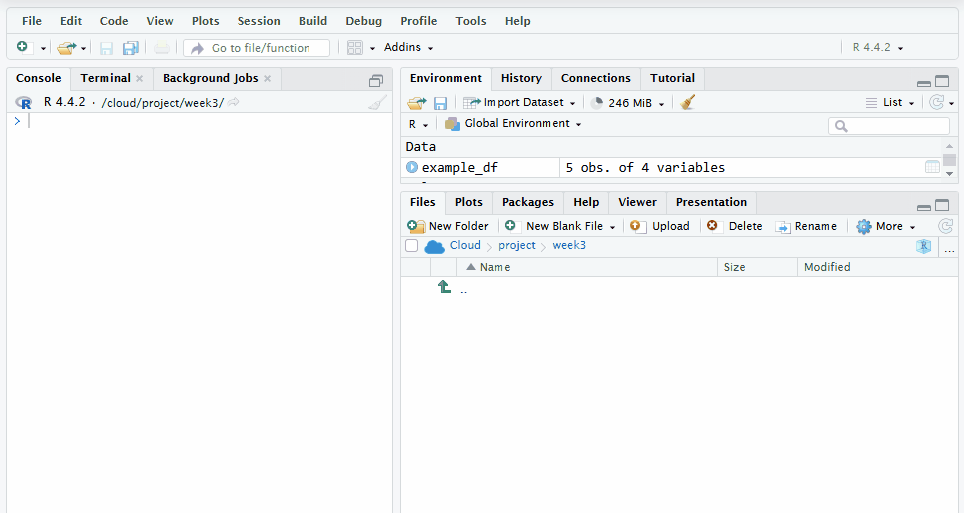 File Edit Code View Plots Session Build Debug Profile Tools Help
Go to file/function Addins R 4.4.2
Console Terminal Background Jobs
R 4.4.2 · /cloud/project/week3/
>
Environment History Connections Tutorial
Import Dataset 246 MiB List
R Global Environment
Data
example_df 5 obs. of 4 variables
Files Plots Packages Help Viewer Presentation
New Folder New Blank File Upload Delete Rename More
Cloud project week3 ...
Name Size Modified
..